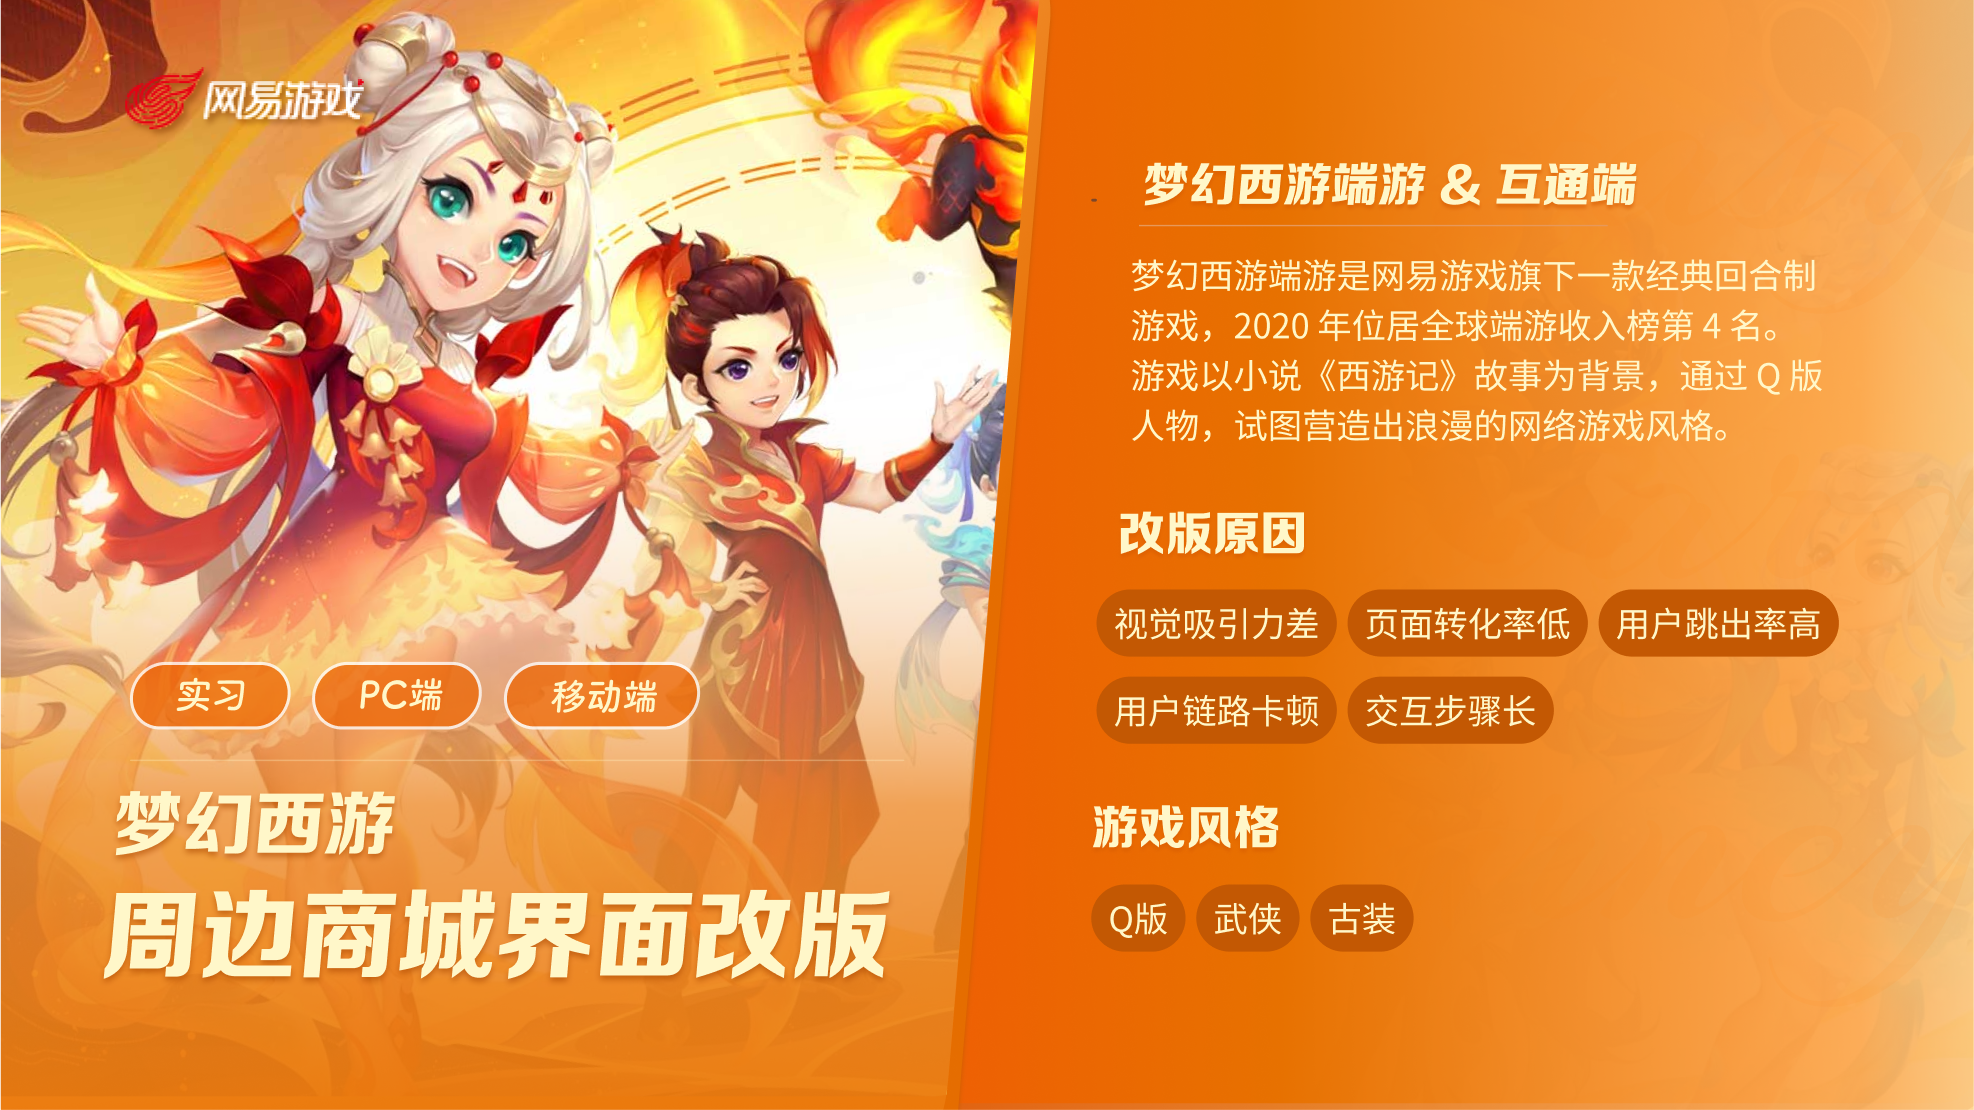 网易游戏
实习 PC端 移动端
梦幻西游
周边商城界面改版
梦幻西游端游 & 互通端
梦幻西游端游是网易游戏旗下一款经典回合制
游戏，2020 年位居全球端游收入榜第 4 名。
游戏以小说《西游记》故事为背景，通过 Q 版
人物，试图营造出浪漫的网络游戏风格。
改版原因
视觉吸引力差 页面转化率低 用户跳出率高
用户链路卡顿 交互步骤长
游戏风格
Q版 武侠 古装